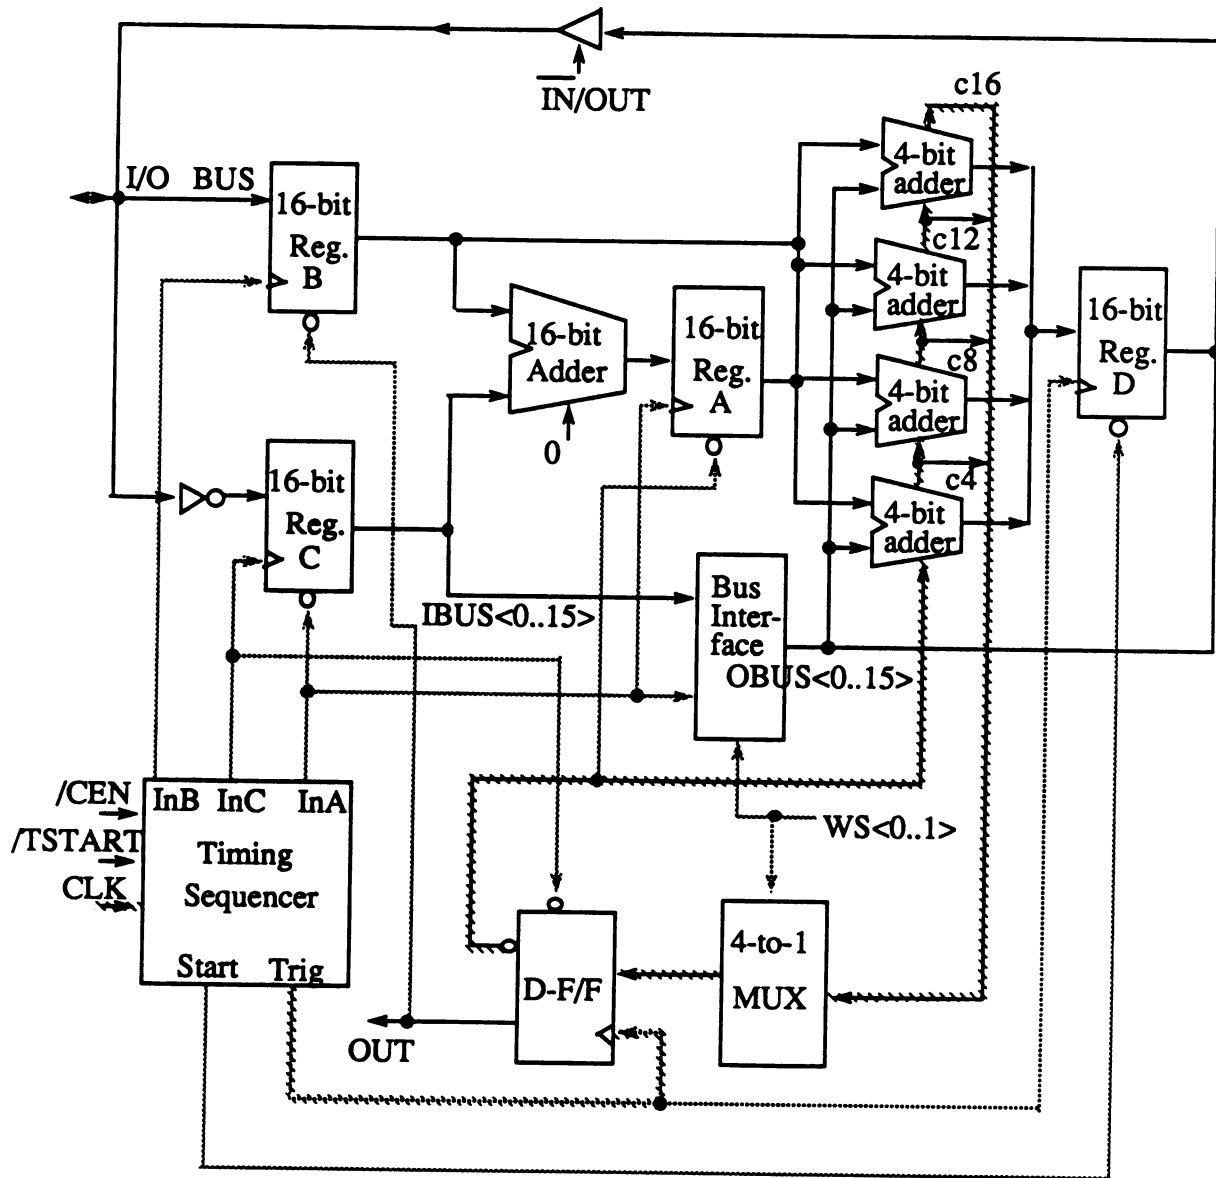 IN/OUT
c16
I/O BUS
16-bit
Reg.
B
4-bit
adder
c12
4-bit
adder
16-bit
Adder
0
16-bit
Reg.
A
c8
4-bit
adder
16-bit
Reg.
D
16-bit
Reg.
C
c4
4-bit
adder
IBUS<0..15>
Bus
Inter-
face
OBUS<0..15>
/CEN
/TSTART
CLK
InB InC InA
Timing
Sequencer
Start Trig
WS<0..1>
D-F/F
4-to-1
MUX
OUT